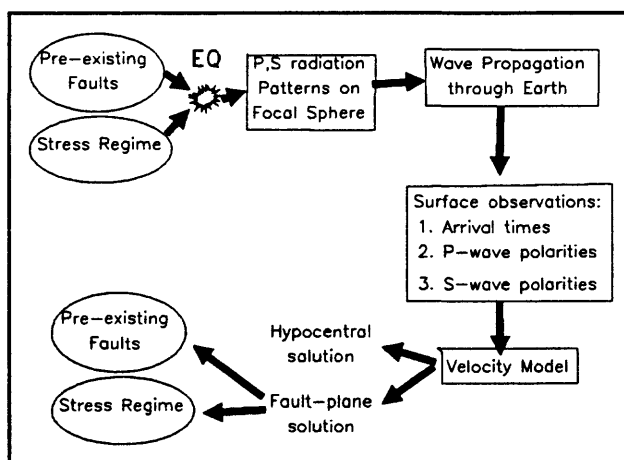 Pre-existing
Faults
Stress Regime
EQ
P,S radiation
Patterns on
Focal Sphere
Wave Propagation
through Earth
Surface observations:
1. Arrival times
2. P-wave polarities
3. S-wave polarities
Velocity Model
Hypocentral
solution
Fault-plane
solution
Pre-existing
Faults
Stress Regime